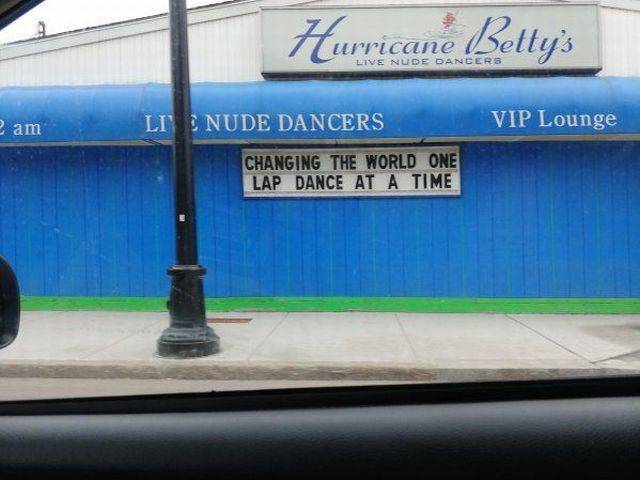 Hurricane Betty's
LIVE NUDE DANCERS
2 am
LIVE NUDE DANCERS
VIP Lounge
CHANGING THE WORLD ONE
LAP DANCE AT A TIME